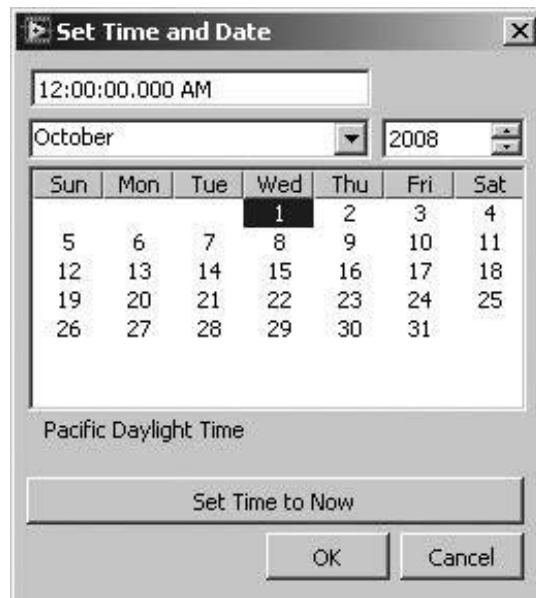 Set Time and Date
12:00:00.000 AM
October 2008
Sun Mon Tue Wed Thu Fri Sat
1 2 3 4
5 6 7 8 9 10 11
12 13 14 15 16 17 18
19 20 21 22 23 24 25
26 27 28 29 30 31
Pacific Daylight Time
Set Time to Now
OK Cancel